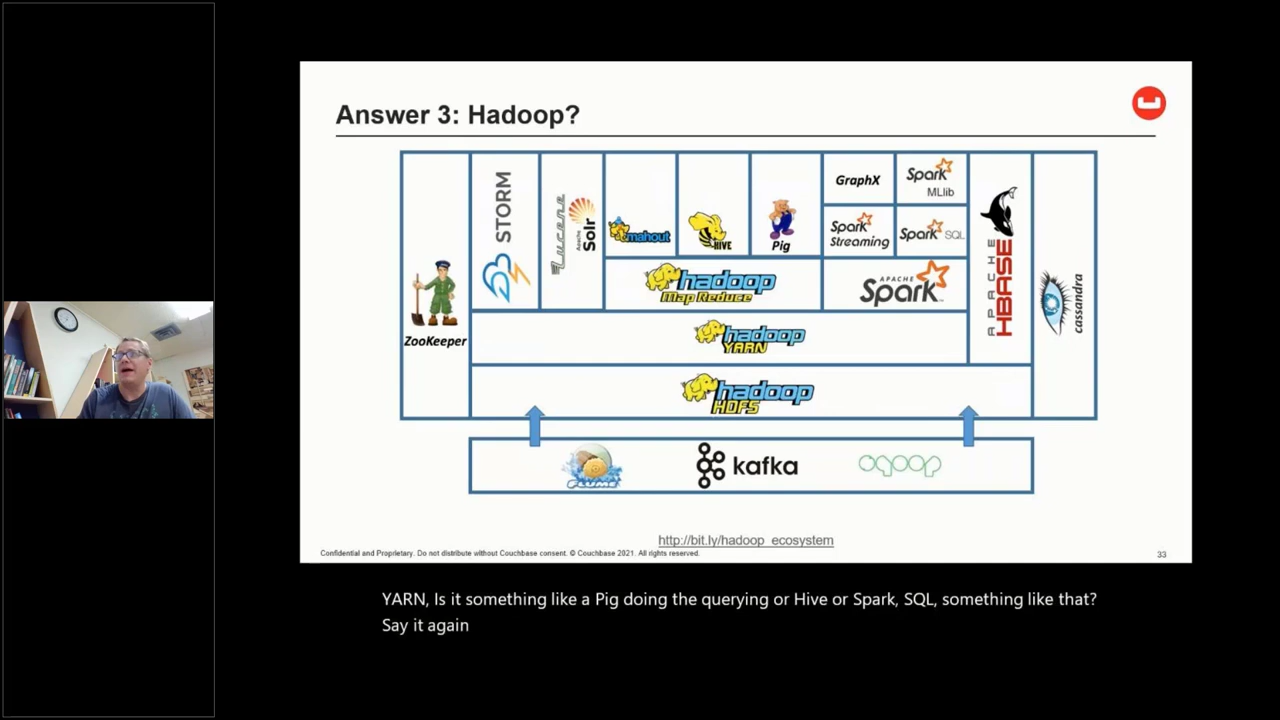 Answer 3: Hadoop?
ZooKeeper
STORM
Lucene
Apache
Solr
mahout
HIVE
Pig
GraphX
Spark
MLlib
Spark
Streaming
Spark SQL
hadoop
Map Reduce
APACHE
Spark
APACHE
HBASE
cassandra
hadoop
YARN
hadoop
HDFS
FLUME
kafka
sqoop
http://bit.ly/hadoop_ecosystem
Confidential and Proprietary. Do not distribute without Couchbase consent. © Couchbase 2021. All rights reserved.
33
YARN, Is it something like a Pig doing the querying or Hive or Spark, SQL, something like that?
Say it again